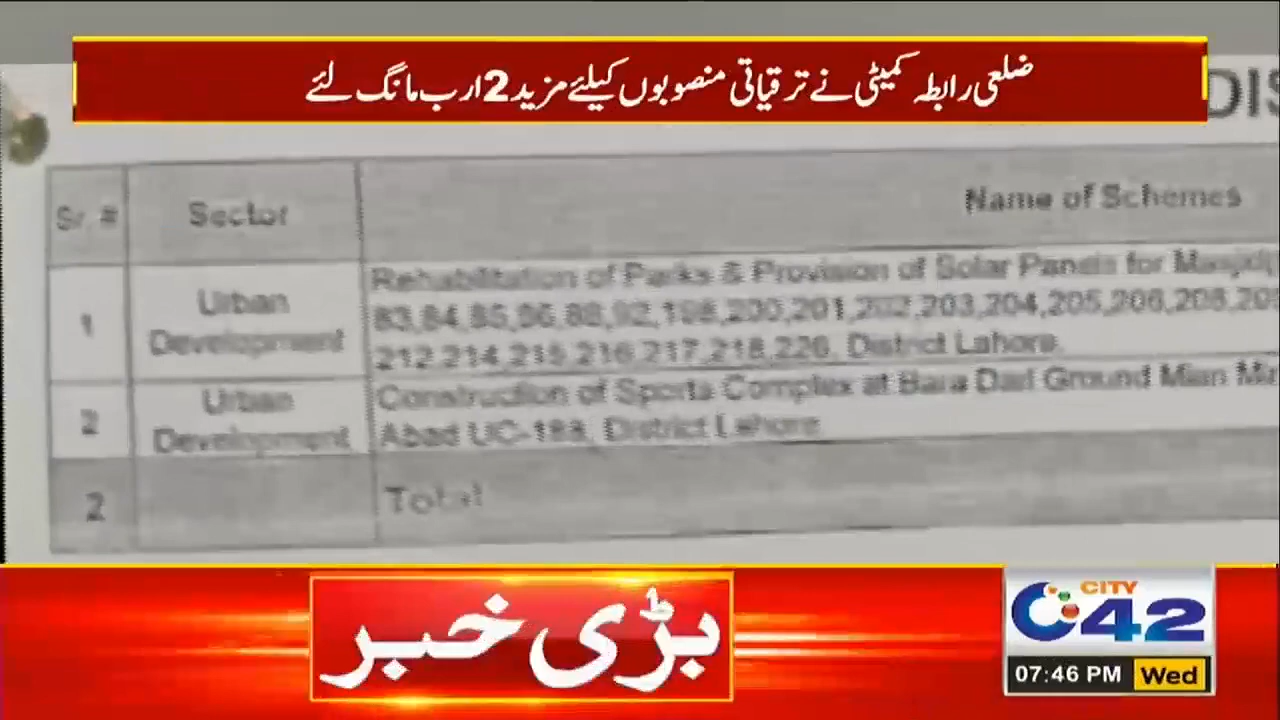 ضلعی رابطہ کمیٹی نے ترقیاتی منصوبوں کیلئے مزید 2 ارب مانگ لئے
DIS
Sr. # Sector Name of Schemes
1 Urban Development Rehabilitation of Parks & Provision of Solar Panels for Masjid
83,84,85,86,88,92,198,200,201,202,203,204,205,206,208,209
212,214,215,216,217,218,226, District Lahore.
2 Urban Development Construction of Sports Complex at Bara Dari Ground Mian Mir
Abad UC-188, District Lahore
2 Total
بڑی خبر
CITY
42
07:46 PM Wed